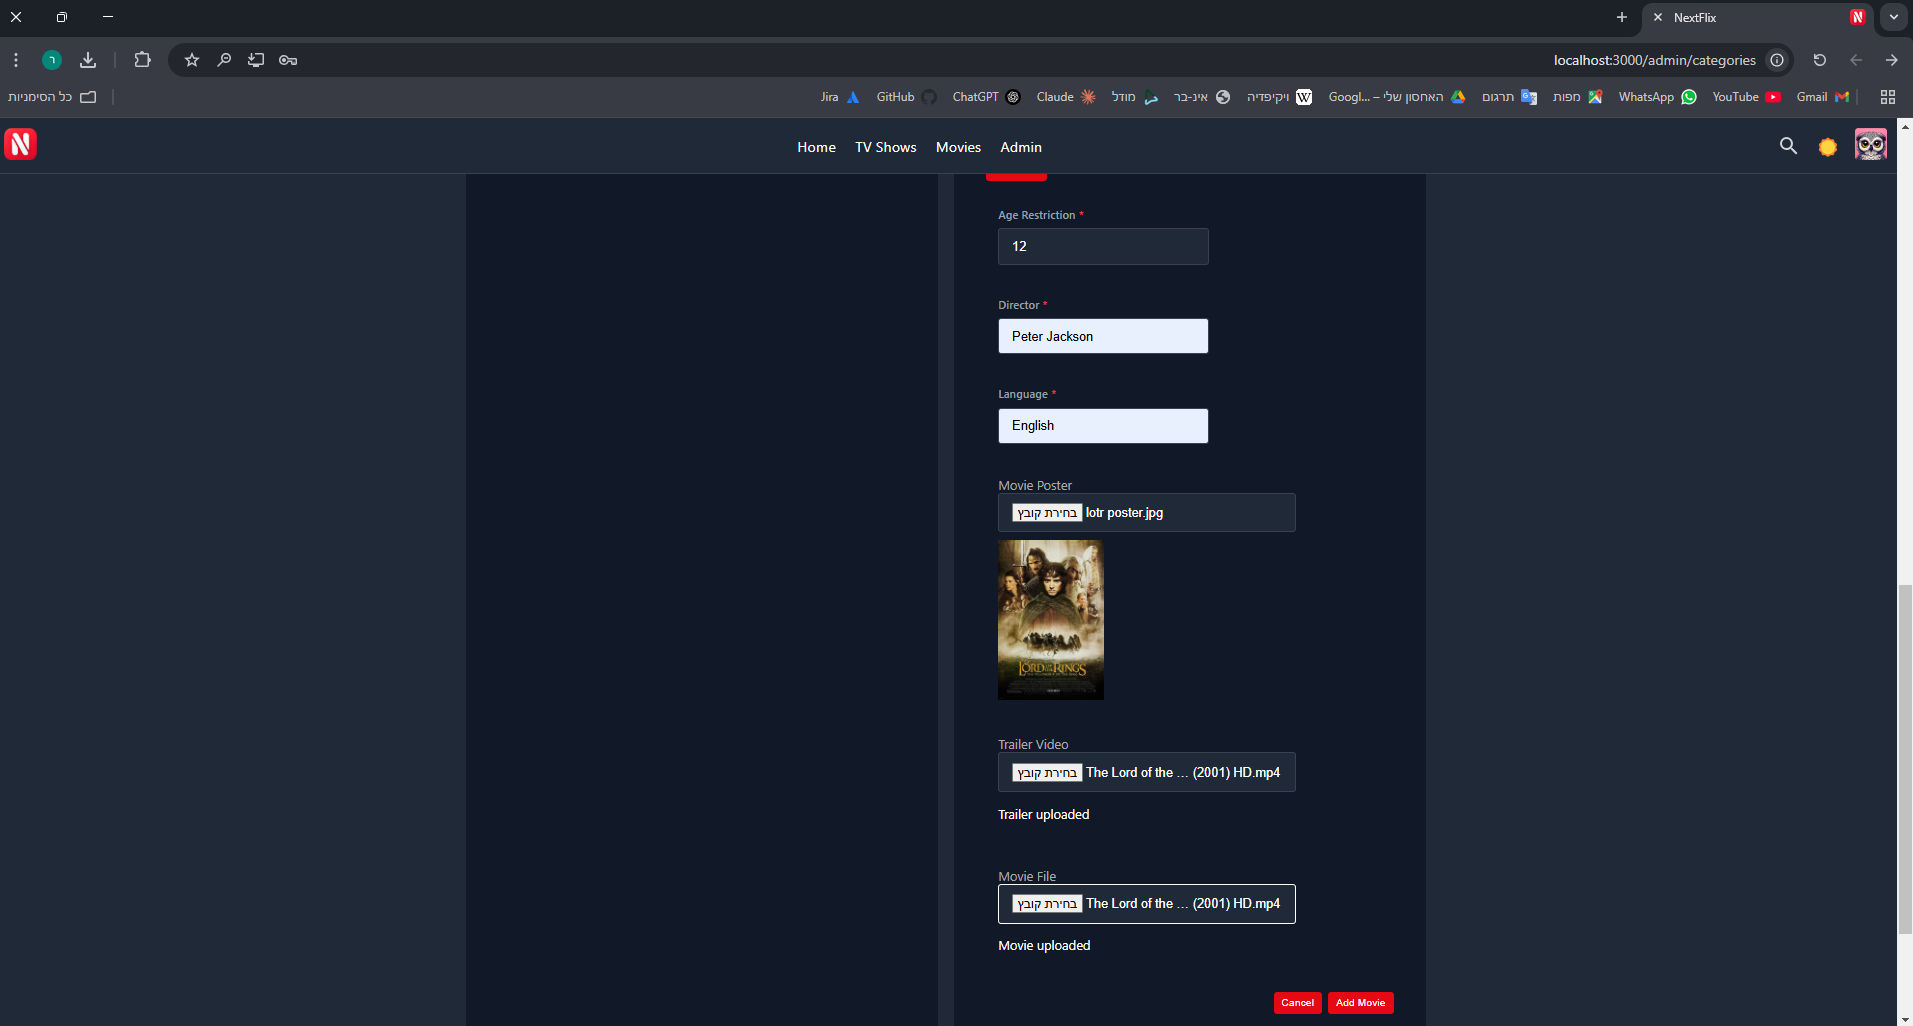 NextFlix
localhost:3000/admin/categories
ר
כל הסימניות
Jira
GitHub
ChatGPT
Claude
מודל
אינ-בר
ויקיפדיה
האחסון שלי – Googl...
תרגום
מפות
WhatsApp
YouTube
Gmail
N
Home TV Shows Movies Admin
Age Restriction *
12
Director *
Peter Jackson
Language *
English
Movie Poster
בחירת קובץ lotr poster.jpg
THE LORD OF THE RINGS
Trailer Video
בחירת קובץ The Lord of the ... (2001) HD.mp4
Trailer uploaded
Movie File
בחירת קובץ The Lord of the ... (2001) HD.mp4
Movie uploaded
Cancel Add Movie